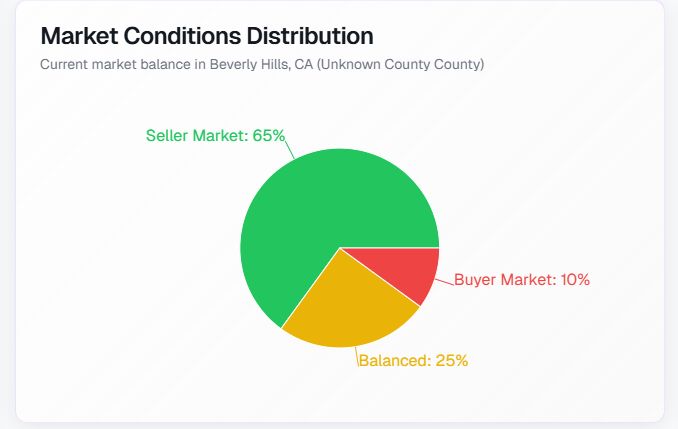 Market Conditions Distribution
Current market balance in Beverly Hills, CA (Unknown County County)
Seller Market: 65%
Buyer Market: 10%
Balanced: 25%